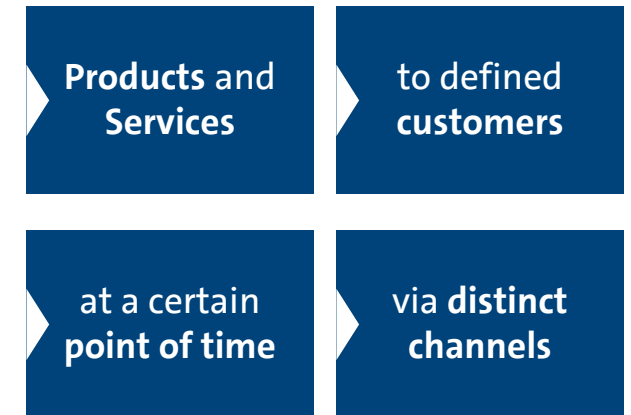 Products and
Services
to defined
customers
at a certain
point of time
via distinct
channels